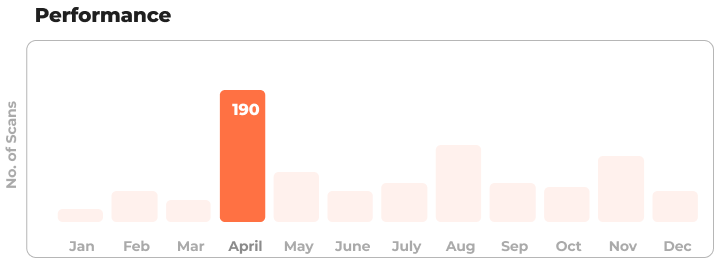 Performance
No. of Scans
190
Jan Feb Mar April May June July Aug Sep Oct Nov Dec